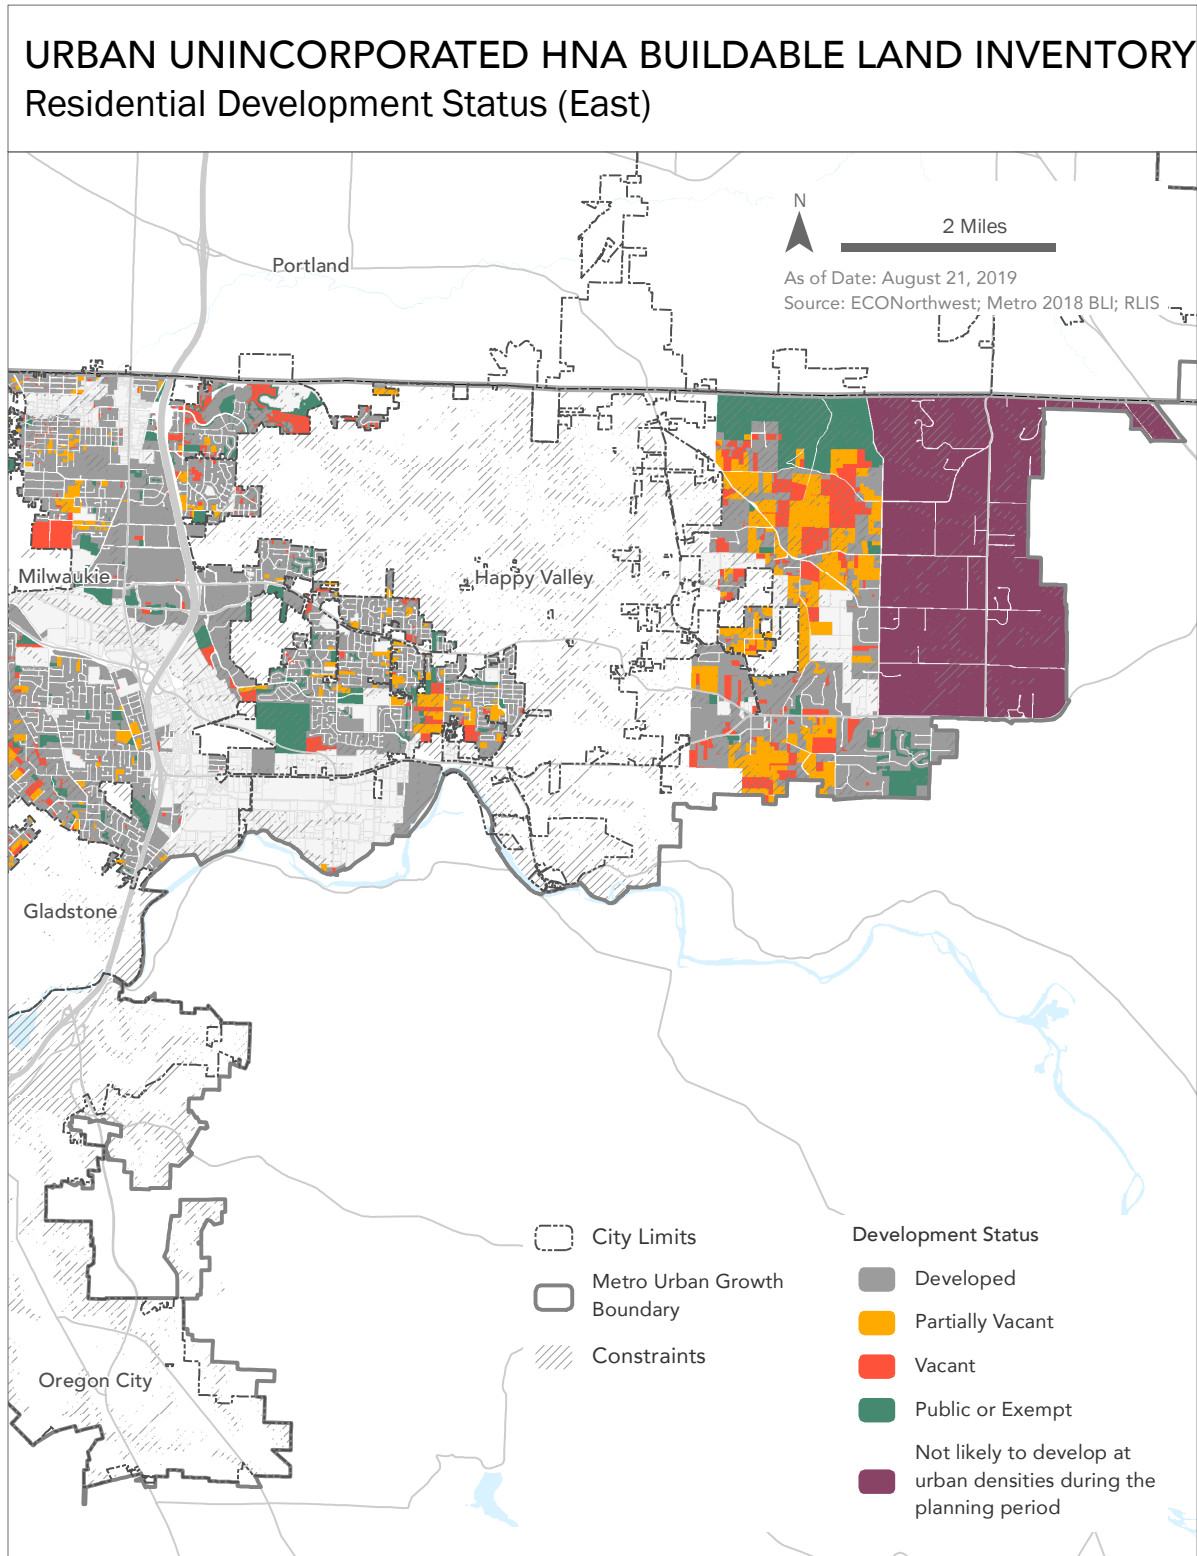 URBAN UNINCORPORATED HNA BUILDABLE LAND INVENTORY
Residential Development Status (East)
N
2 Miles
As of Date: August 21, 2019
Source: ECONorthwest; Metro 2018 BLI; RLIS
Portland
Milwaukie
Happy Valley
Gladstone
Oregon City
City Limits
Metro Urban Growth
Boundary
Constraints
Development Status
Developed
Partially Vacant
Vacant
Public or Exempt
Not likely to develop at
urban densities during the
planning period